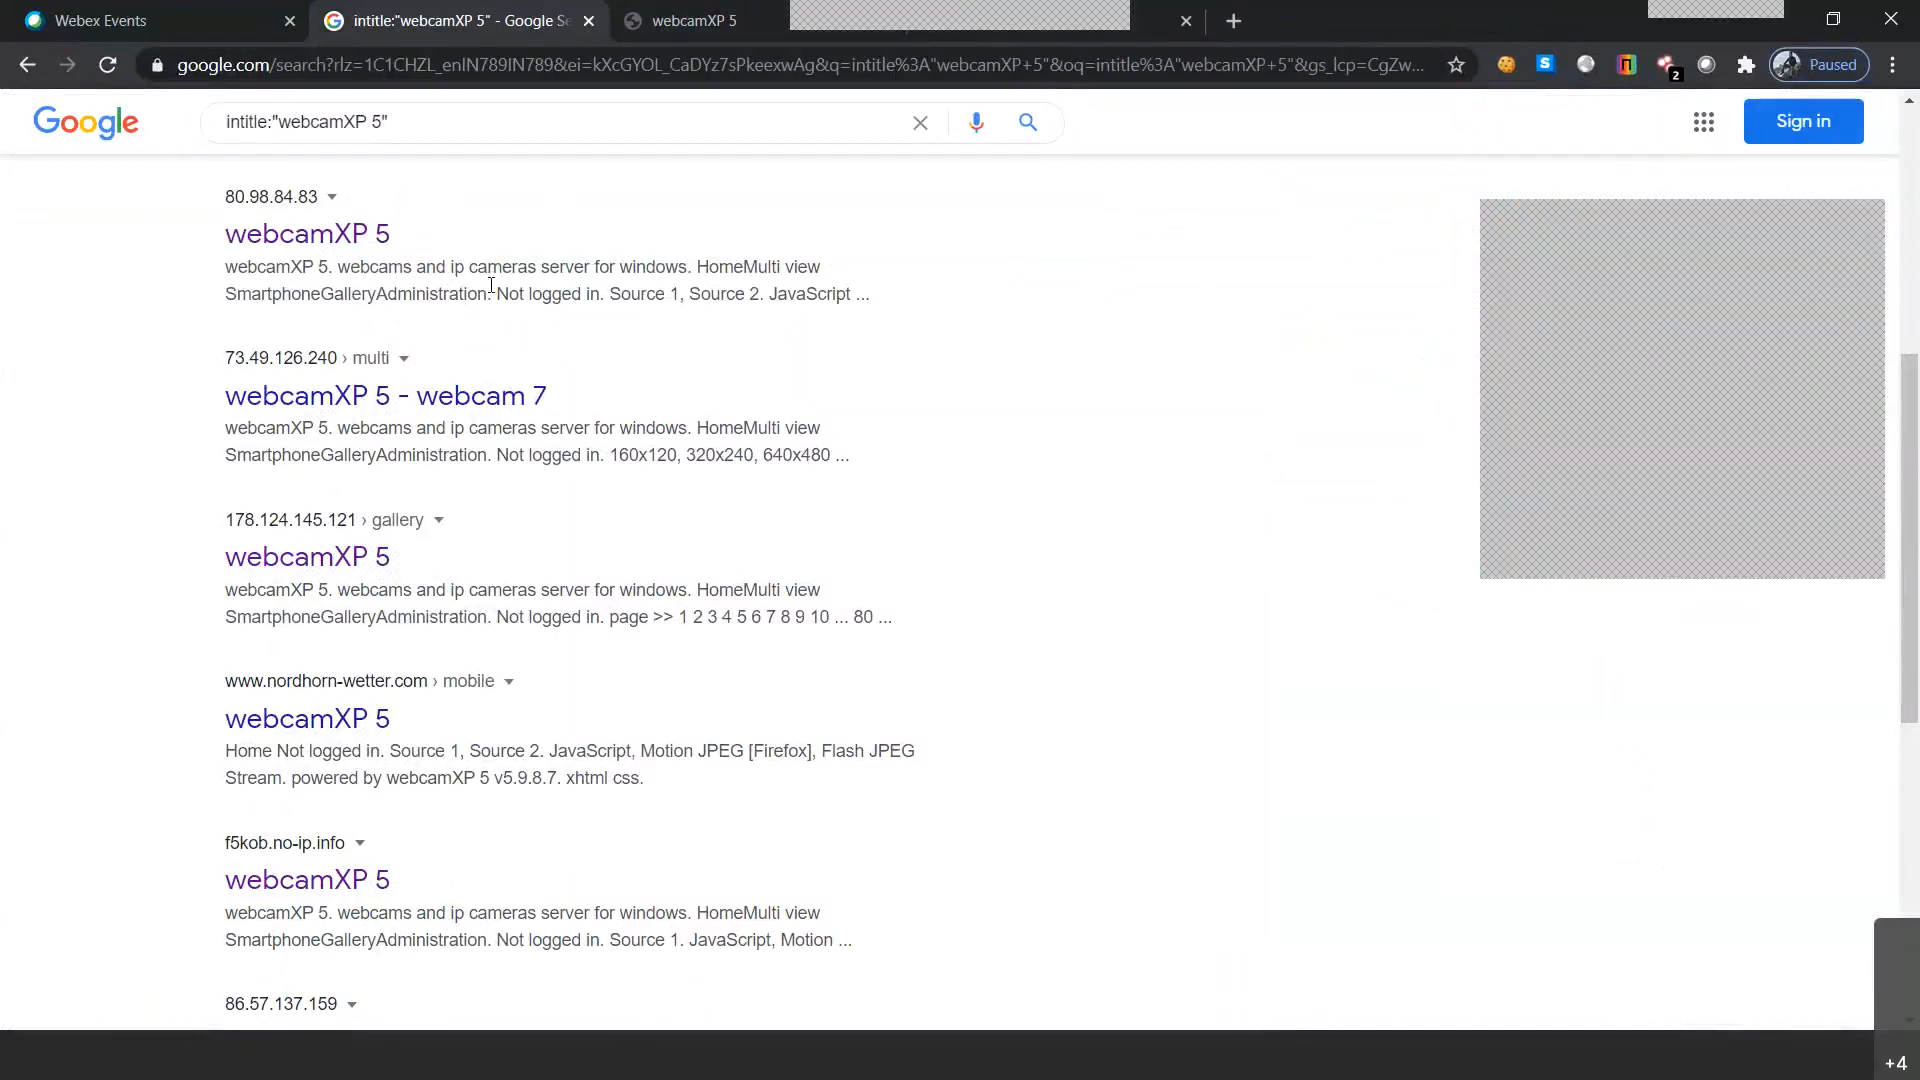 Webex Events
intitle:"webcamXP 5" - Google Se
webcamXP 5
google.com/search?rlz=1C1CHZL_enIN789IN789&ei=kXcGYOL_CaDYz7sPkeexwAg&q=intitle%3A"webcamXP+5"&oq=intitle%3A"webcamXP+5"&gs_lcp=CgZw...
2
Paused
Google
intitle:"webcamXP 5"
Sign in
80.98.84.83
webcamXP 5
webcamXP 5. webcams and ip cameras server for windows. HomeMulti view
SmartphoneGalleryAdministration. Not logged in. Source 1, Source 2. JavaScript ...
73.49.126.240 › multi
webcamXP 5 - webcam 7
webcamXP 5. webcams and ip cameras server for windows. HomeMulti view
SmartphoneGalleryAdministration. Not logged in. 160x120, 320x240, 640x480 ...
178.124.145.121 › gallery
webcamXP 5
webcamXP 5. webcams and ip cameras server for windows. HomeMulti view
SmartphoneGalleryAdministration. Not logged in. page >> 1 2 3 4 5 6 7 8 9 10 ... 80 ...
www.nordhorn-wetter.com › mobile
webcamXP 5
Home Not logged in. Source 1, Source 2. JavaScript, Motion JPEG [Firefox], Flash JPEG
Stream. powered by webcamXP 5 v5.9.8.7. xhtml css.
f5kob.no-ip.info
webcamXP 5
webcamXP 5. webcams and ip cameras server for windows. HomeMulti view
SmartphoneGalleryAdministration. Not logged in. Source 1. JavaScript, Motion ...
86.57.137.159
+4